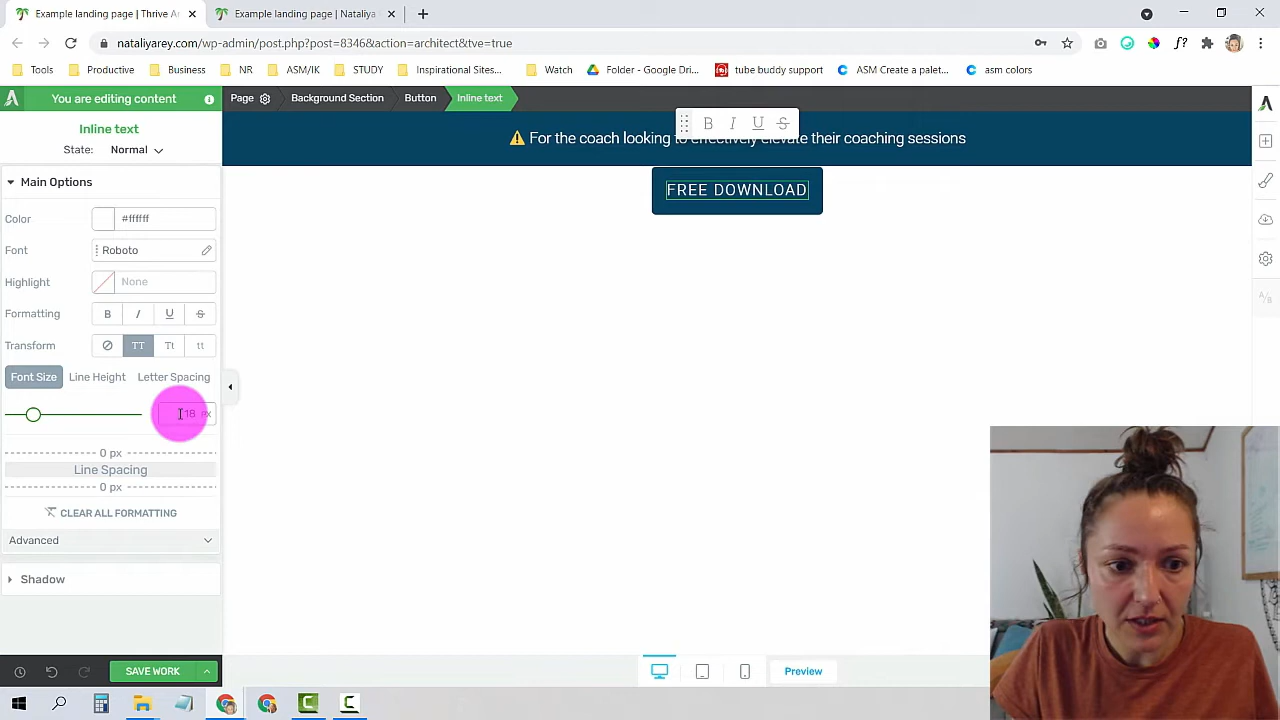 Example landing page | Thrive Ar
Example landing page | Nataliya
nataliyarey.com/wp-admin/post.php?post=8346&action=architect&tve=true
Tools
Productive
Business
NR
ASM/IK
STUDY
Inspirational Sites...
Watch
Folder - Google Dri...
tube buddy support
ASM Create a palet...
asm colors
You are editing content
Page
Background Section
Button
Inline text
Inline text
State: Normal
B I U S
For the coach looking to effectively elevate their coaching sessions
FREE DOWNLOAD
Main Options
Color #ffffff
Font Roboto
Highlight None
Formatting B I U S
Transform TT Tt tt
Font Size Line Height Letter Spacing
18 PX
0 px
Line Spacing
0 px
CLEAR ALL FORMATTING
Advanced
Shadow
SAVE WORK
Preview